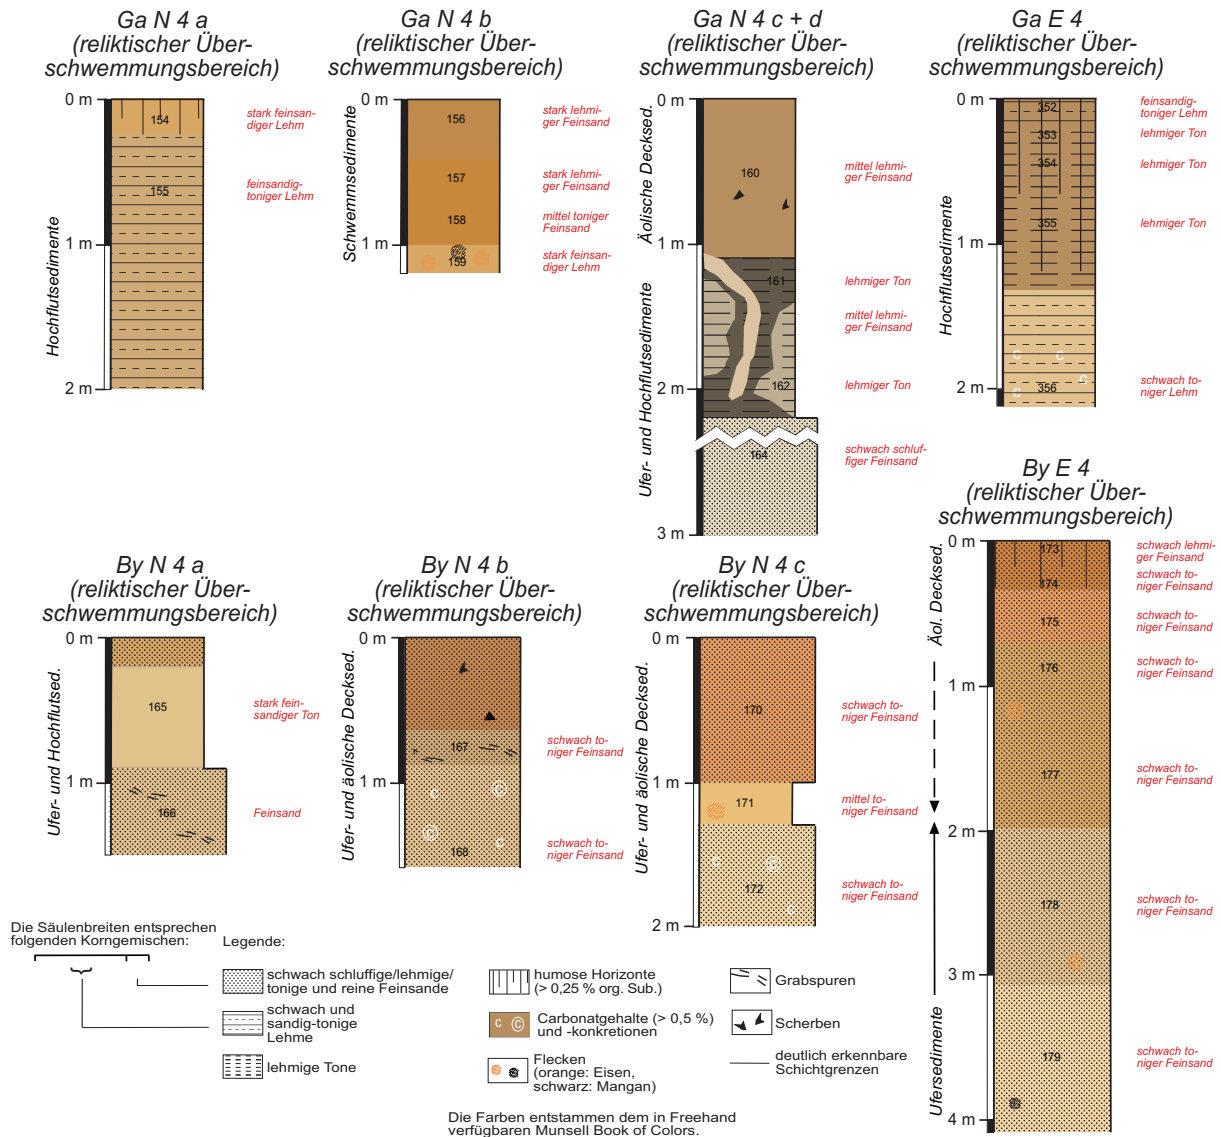 Ga N 4 a
(reliktischer Über-
schwemmungsbereich)
0 m
1 m
2 m
Hochflutsedimente
154
155
stark feinsan-
diger Lehm
feinsandig-
toniger Lehm
Ga N 4 b
(reliktischer Über-
schwemmungsbereich)
0 m
1 m
Schwemmsedimente
156
157
158
159
stark lehmi-
ger Feinsand
stark lehmi-
ger Feinsand
mittel toniger
Feinsand
stark feinsan-
diger Lehm
Ga N 4 c + d
(reliktischer Über-
schwemmungsbereich)
0 m
1 m
2 m
3 m
Äolische Decksed.
Ufer- und Hochflutsedimente
160
161
162
164
mittel lehmi-
ger Feinsand
lehmiger Ton
mittel lehmi-
ger Feinsand
lehmiger Ton
schwach schluf-
figer Feinsand
Ga E 4
(reliktischer Über-
schwemmungsbereich)
0 m
1 m
2 m
Hochflutsedimente
352
353
354
355
356
c
c
c
c
feinsandig-
toniger Lehm
lehmiger Ton
lehmiger Ton
lehmiger Ton
schwach to-
niger Lehm
By N 4 a
(reliktischer Über-
schwemmungsbereich)
0 m
1 m
Ufer- und Hochflutsed.
165
166
stark fein-
sandiger Ton
Feinsand
By N 4 b
(reliktischer Über-
schwemmungsbereich)
0 m
1 m
Ufer- und äolische Decksed.
167
168
c
©
©
c
schwach to-
niger Feinsand
schwach to-
niger Feinsand
By N 4 c
(reliktischer Über-
schwemmungsbereich)
0 m
1 m
2 m
Ufer- und äolische Decksed.
170
171
172
c
©
c
schwach to-
niger Feinsand
mittel to-
niger Feinsand
schwach to-
niger Feinsand
By E 4
(reliktischer Über-
schwemmungsbereich)
0 m
1 m
2 m
3 m
4 m
Äol. Decksed.
Ufersedimente
173
174
175
176
177
178
179
schwach lehmi-
ger Feinsand
schwach to-
niger Feinsand
schwach to-
niger Feinsand
schwach to-
niger Feinsand
schwach to-
niger Feinsand
schwach to-
niger Feinsand
schwach to-
niger Feinsand
Die Säulenbreiten entsprechen
folgenden Korngemischen:
Legende:
schwach schluffige/lehmige/
tonige und reine Feinsande
schwach und
sandig-tonige
Lehme
lehmige Tone
humose Horizonte
(> 0,25 % org. Sub.)
c ©
Carbonatgehalte (> 0,5 %)
und -konkretionen
Flecken
(orange: Eisen,
schwarz: Mangan)
Grabspuren
Scherben
deutlich erkennbare
Schichtgrenzen
Die Farben entstammen dem in Freehand
verfügbaren Munsell Book of Colors.